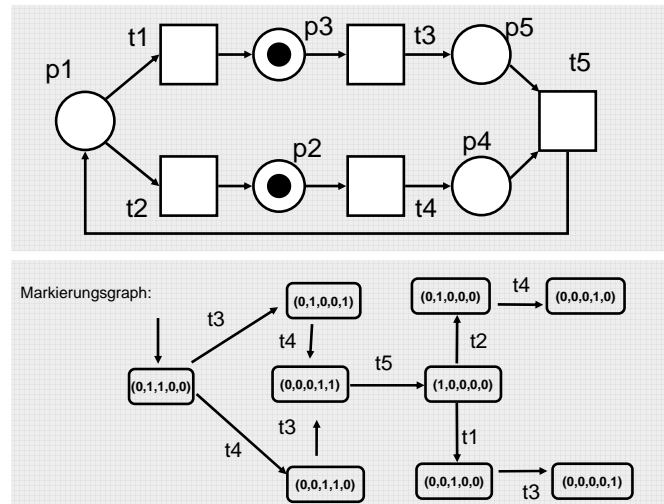 t1
p3
t3
p5
p1
t5
p2
p4
t2
t4
Markierungsgraph:
(0,1,0,0,1)
(0,1,0,0,0)
t4
(0,0,0,1,0)
t3
t4
t2
t5
(0,1,1,0,0)
(0,0,0,1,1)
(1,0,0,0,0)
t3
t1
t4
(0,0,1,1,0)
(0,0,1,0,0)
t3
(0,0,0,0,1)